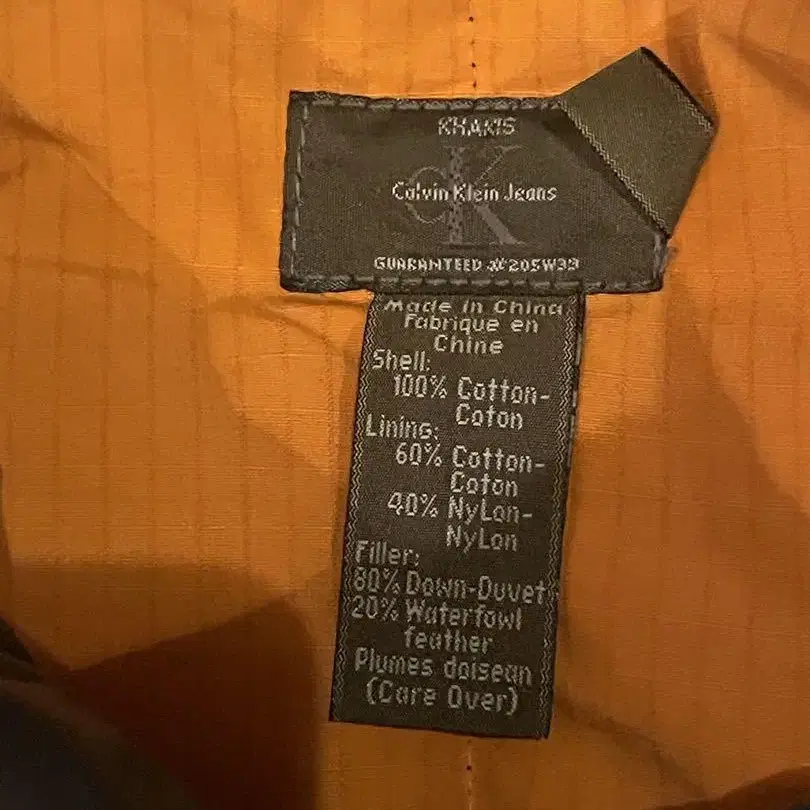 KHAKIS
CK
Calvin Klein Jeans
GUARANTEED #205W33
Made in China
Fabrique en
Chine
Shell:
100% Cotton-
Coton
Lining:
60% Cotton-
Coton
40% NyLon-
NyLon
Filler:
80% Down-Duvet
20% Waterfowl
feather
Plumes doisean
(Care Over)